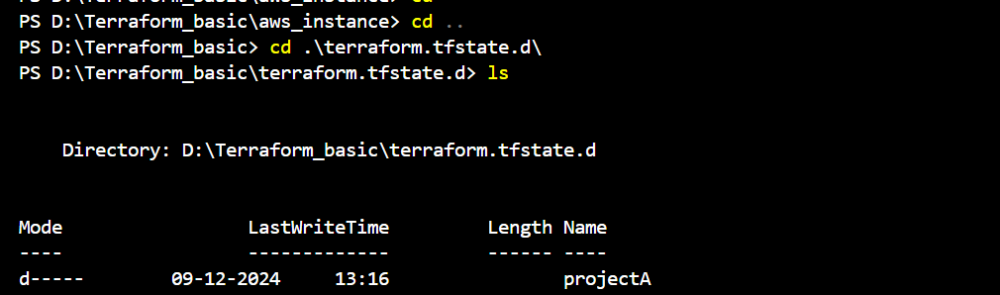 PS D:\Terraform_basic\aws_instance> cd
PS D:\Terraform_basic\aws_instance> cd ..
PS D:\Terraform_basic> cd .\terraform.tfstate.d\
PS D:\Terraform_basic\terraform.tfstate.d> ls
Directory: D:\Terraform_basic\terraform.tfstate.d
Mode LastWriteTime Length Name
---- ------------- ------ ----
d----- 09-12-2024 13:16 projectA